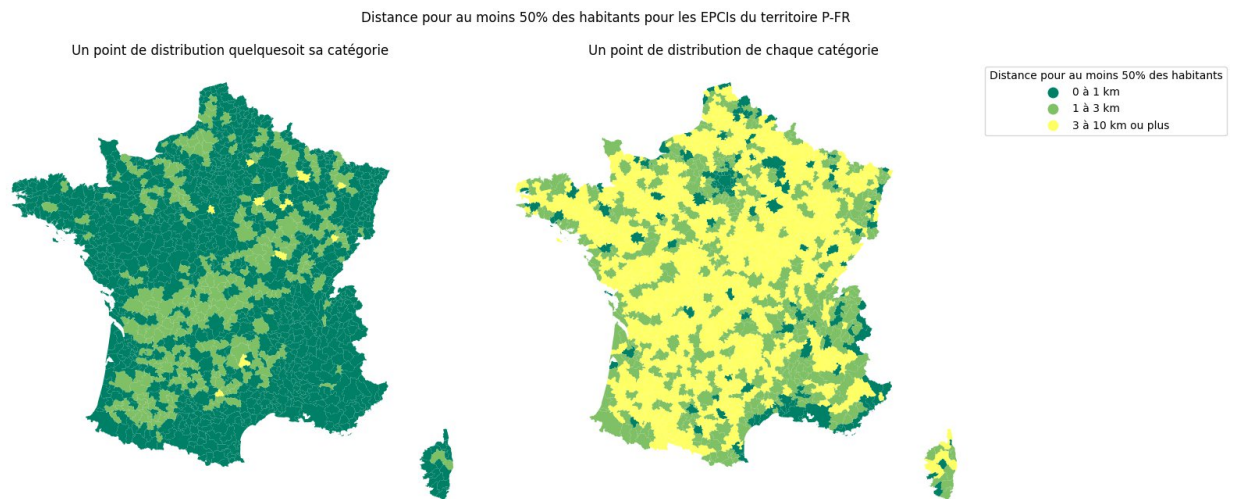 Distance pour au moins 50% des habitants pour les EPCIs du territoire P-FR
Un point de distribution quelquesoit sa catégorie
Un point de distribution de chaque catégorie
Distance pour au moins 50% des habitants
0 à 1 km
1 à 3 km
3 à 10 km ou plus